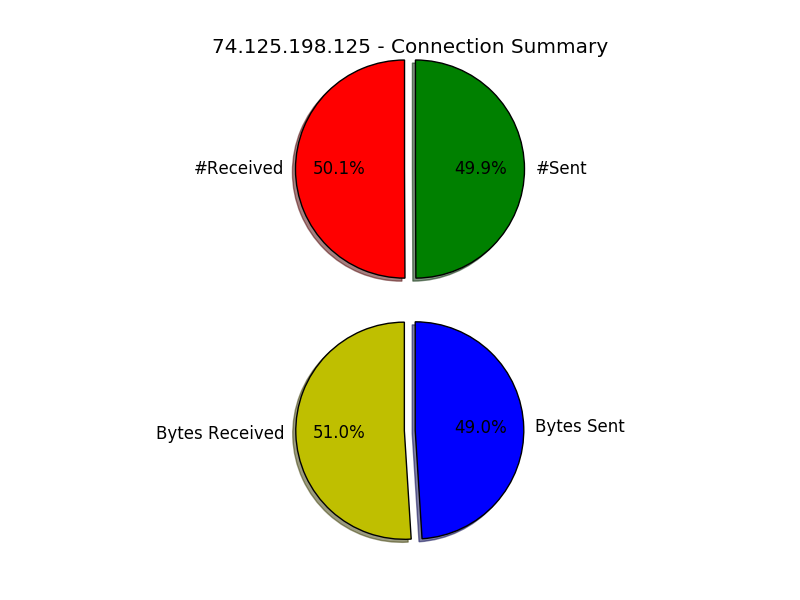 74.125.198.125 - Connection Summary
#Received
50.1%
49.9%
#Sent
Bytes Received
51.0%
49.0%
Bytes Sent